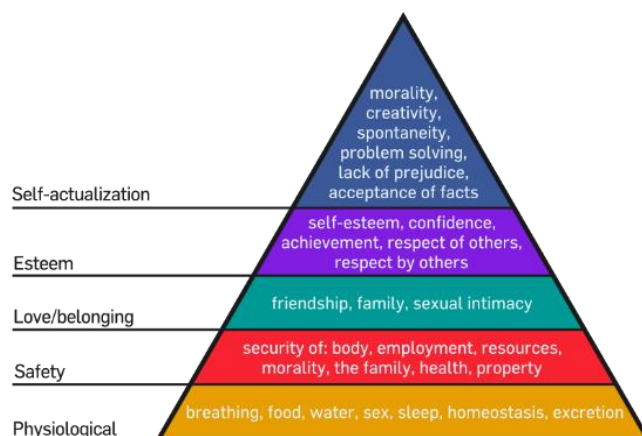 morality,
creativity,
spontaneity,
problem solving,
lack of prejudice,
acceptance of facts
Self-actualization
self-esteem, confidence,
achievement, respect of others,
respect by others
Esteem
friendship, family, sexual intimacy
Love/belonging
security of: body, employment, resources,
morality, the family, health, property
Safety
breathing, food, water, sex, sleep, homeostasis, excretion
Physiological